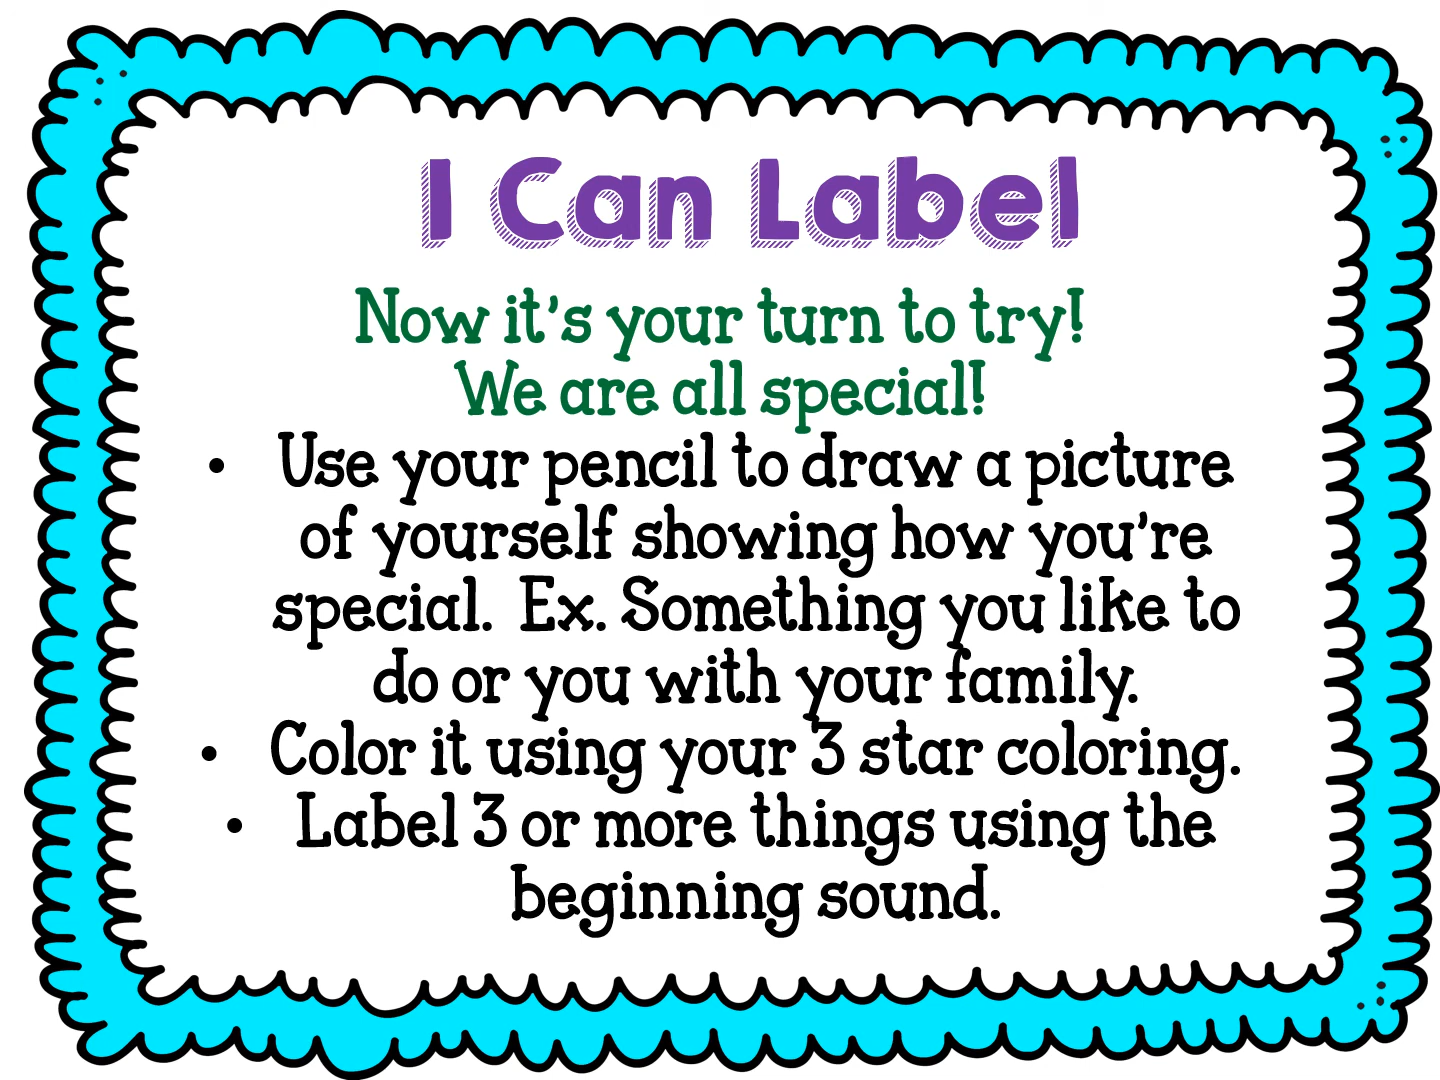 I Can Label
Now it's your turn to try!
We are all special!
• Use your pencil to draw a picture
of yourself showing how you're
special.  Ex. Something you like to
do or you with your family.
• Color it using your 3 star coloring.
• Label 3 or more things using the
beginning sound.